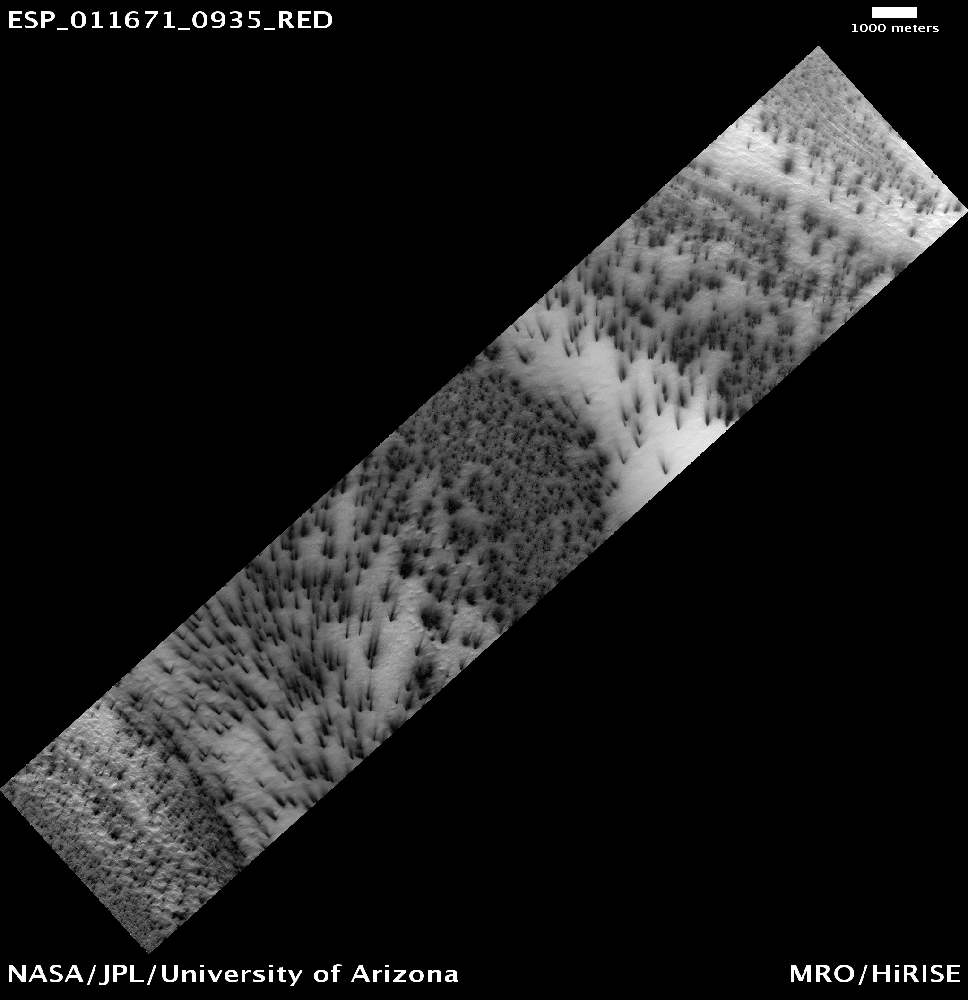 ESP_011671_0935_RED
1000 meters
NASA/JPL/University of Arizona
MRO/HiRISE